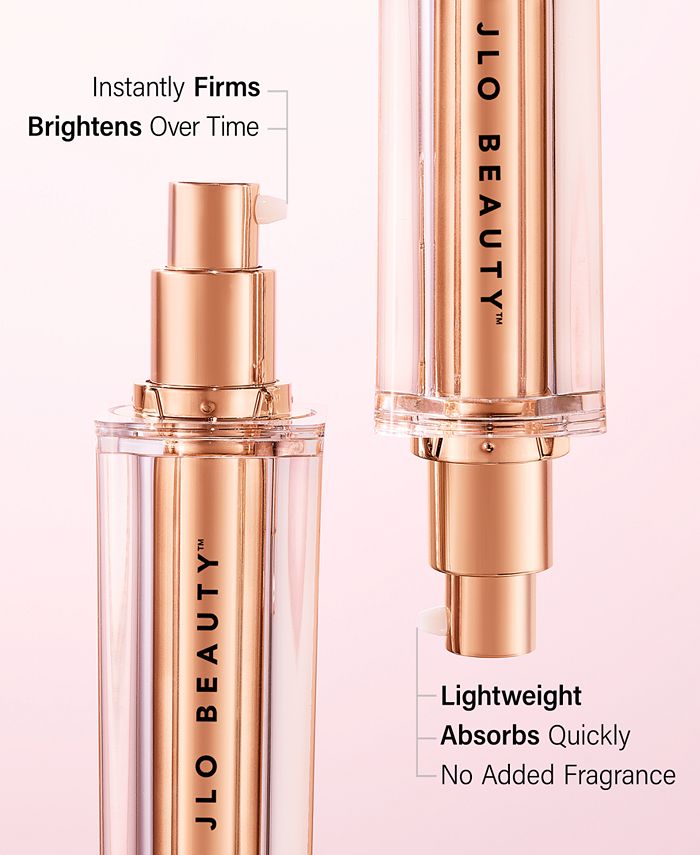 Instantly Firms
Brightens Over Time
JLO BEAUTY™
JLO BEAUTY™
Lightweight
Absorbs Quickly
No Added Fragrance